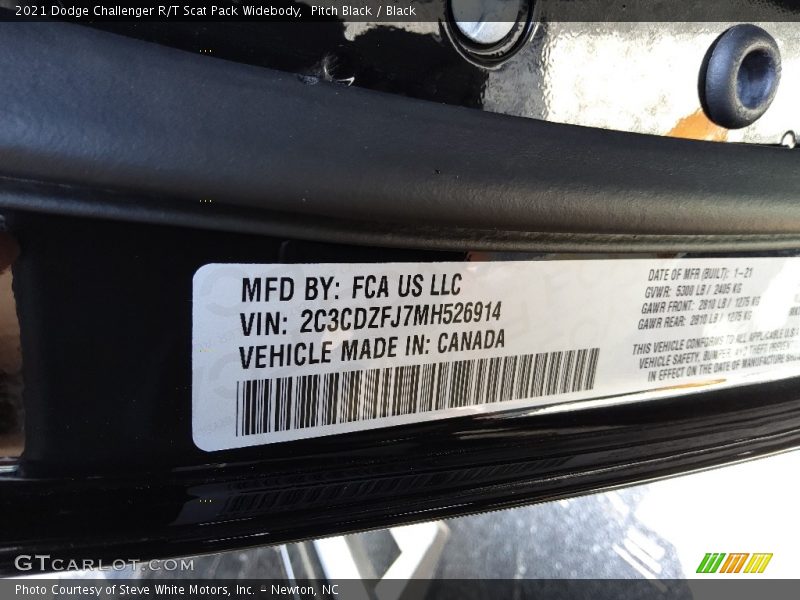 2021 Dodge Challenger R/T Scat Pack Widebody,  Pitch Black / Black
MFD BY: FCA US LLC
VIN: 2C3CDZFJ7MH526914
VEHICLE MADE IN: CANADA
DATE OF MFR (BUILT): 1-21
GVWR: 5300 LB / 2405 KG
GAWR FRONT: 2810 LB / 1275 KG
GAWR REAR: 2810 LB / 1275 KG
THIS VEHICLE CONFORMS TO ALL APPLICABLE U.S.
VEHICLE SAFETY, BUMPER, AND THEFT
IN EFFECT ON THE DATE OF MANUFACTURE
GTCARLOT.COM
Photo Courtesy of Steve White Motors, Inc. – Newton, NC